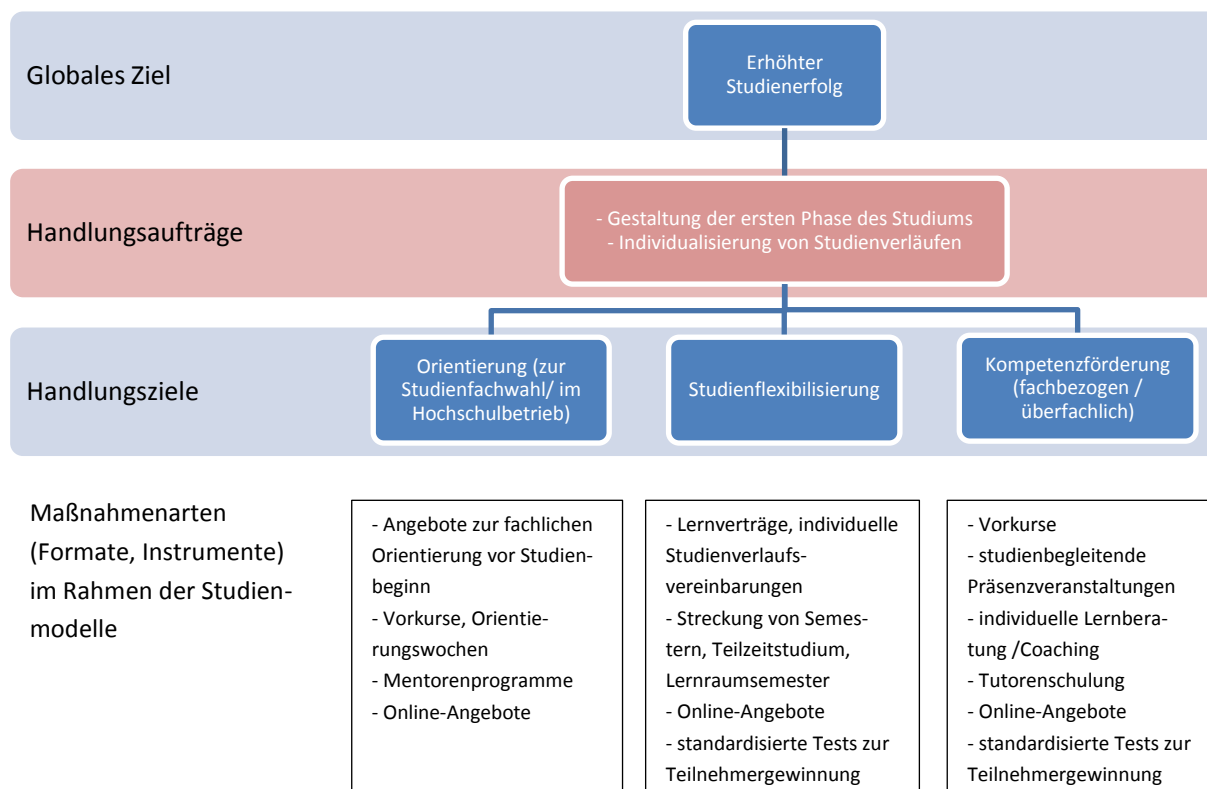 Globales Ziel
Erhöhter
Studienerfolg
Handlungsaufträge
- Gestaltung der ersten Phase des Studiums
- Individualisierung von Studienverläufen
Handlungsziele
Orientierung (zur
Studienfachwahl/ im
Hochschulbetrieb)
Studienflexibilisierung
Kompetenzförderung
(fachbezogen /
überfachlich)
Maßnahmenarten
(Formate, Instrumente)
im Rahmen der Studien-
modelle
- Angebote zur fachlichen
Orientierung vor Studien-
beginn
- Vorkurse, Orientie-
rungswochen
- Mentorenprogramme
- Online-Angebote
- Lernverträge, individuelle
Studienverlaufs-
vereinbarungen
- Streckung von Semes-
tern, Teilzeitstudium,
Lernraumsemester
- Online-Angebote
- standardisierte Tests zur
Teilnehmergewinnung
- Vorkurse
- studienbegleitende
Präsenzveranstaltungen
- individuelle Lernbera-
tung /Coaching
- Tutorenschulung
- Online-Angebote
- standardisierte Tests zur
Teilnehmergewinnung